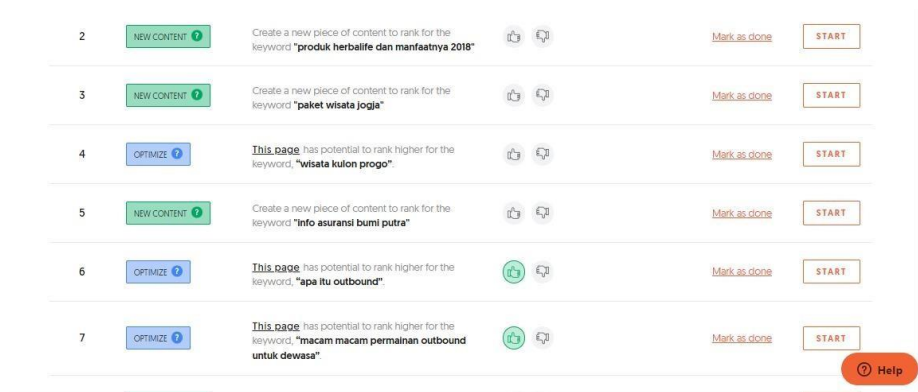 2 NEW CONTENT ? Create a new piece of content to rank for the Mark as done START
keyword "produk herbalife dan manfaatnya 2018"
3 NEW CONTENT ? Create a new piece of content to rank for the Mark as done START
keyword "paket wisata jogja"
4 OPTIMIZE ? This page has potential to rank higher for the Mark as done START
keyword, "wisata kulon progo".
5 NEW CONTENT ? Create a new piece of content to rank for the Mark as done START
keyword "info asuransi bumi putra"
6 OPTIMIZE ? This page has potential to rank higher for the Mark as done START
keyword, "apa itu outbound".
7 OPTIMIZE ? This page has potential to rank higher for the Mark as done START
keyword, "macam macam permainan outbound
untuk dewasa".
? Help